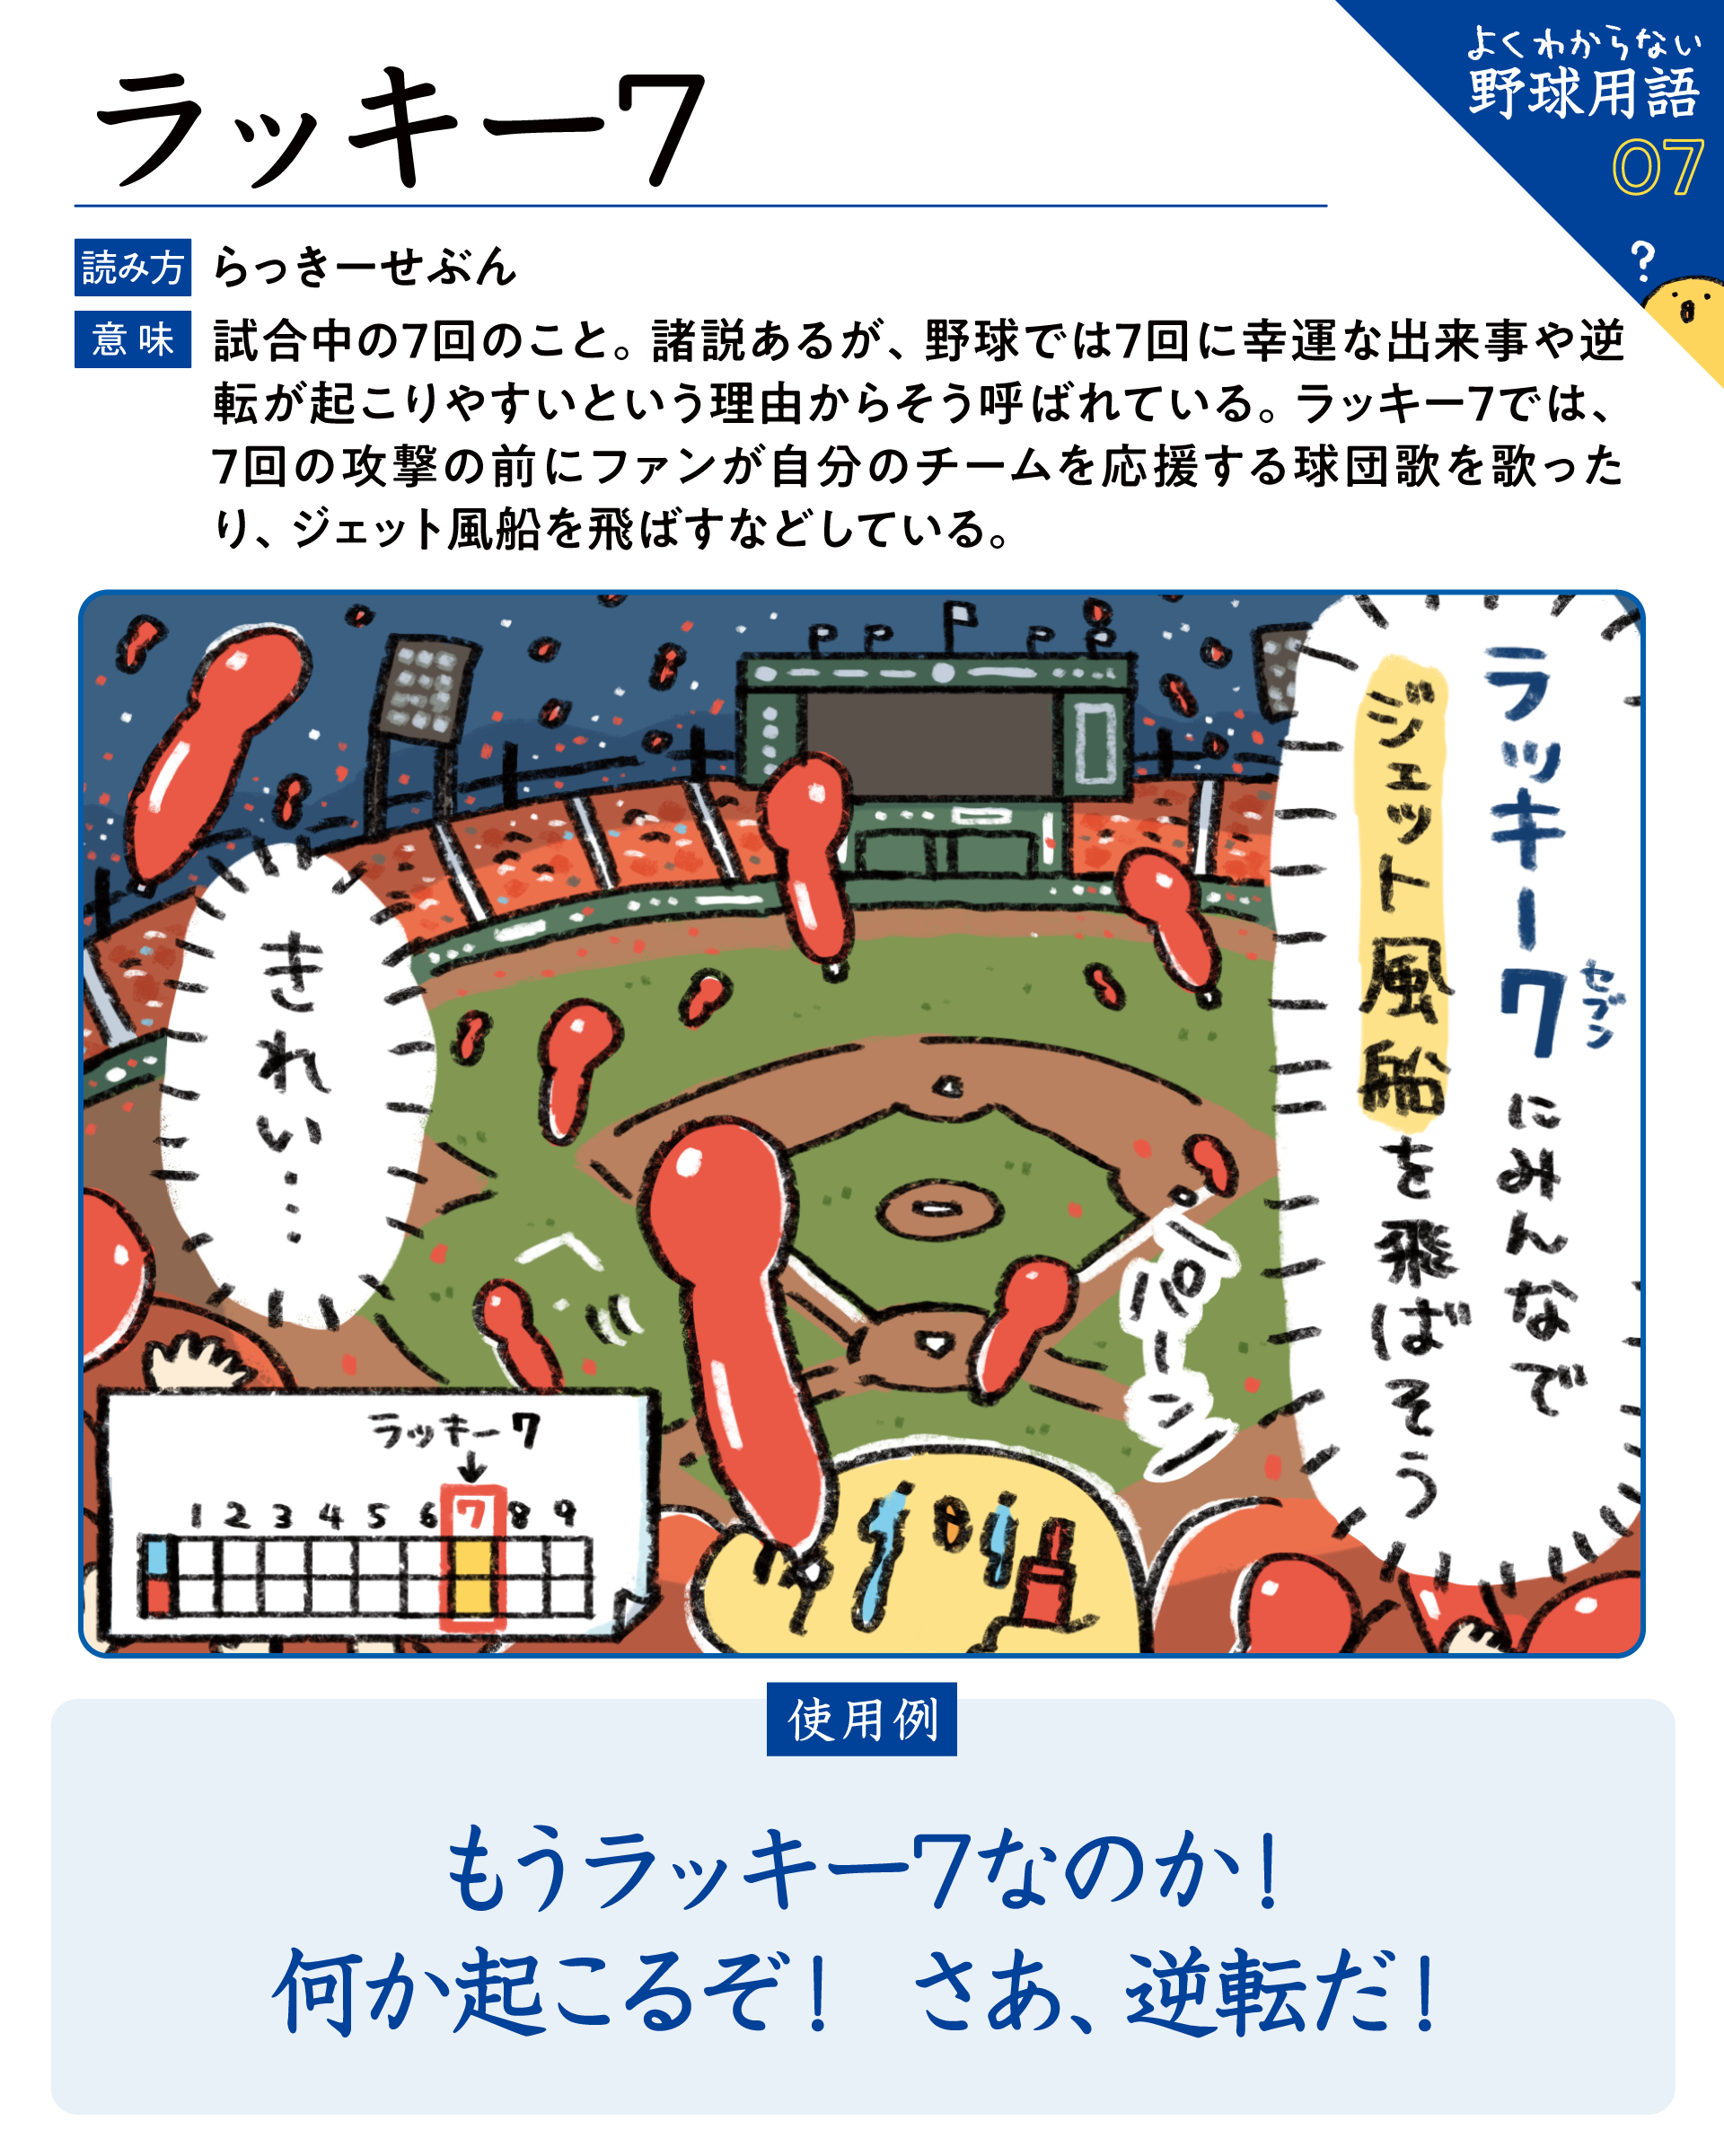 ラッキー7
よくわからない
野球用語
07
?
読み方
らっきーせぶん
意味
試合中の7回のこと。諸説あるが、野球では7回に幸運な出来事や逆
転が起こりやすいという理由からそう呼ばれている。ラッキー7では、
7回の攻撃の前にファンが自分のチームを応援する球団歌を歌った
り、ジェット風船を飛ばすなどしている。
ラッキー7にみんなで
セブン
ジェット風船を飛ばそう
きれい…
パーン
ラッキー7
1 2 3 4 5 6 7 8 9
使用例
もうラッキー7なのか!
何か起こるぞ! さあ、逆転だ!